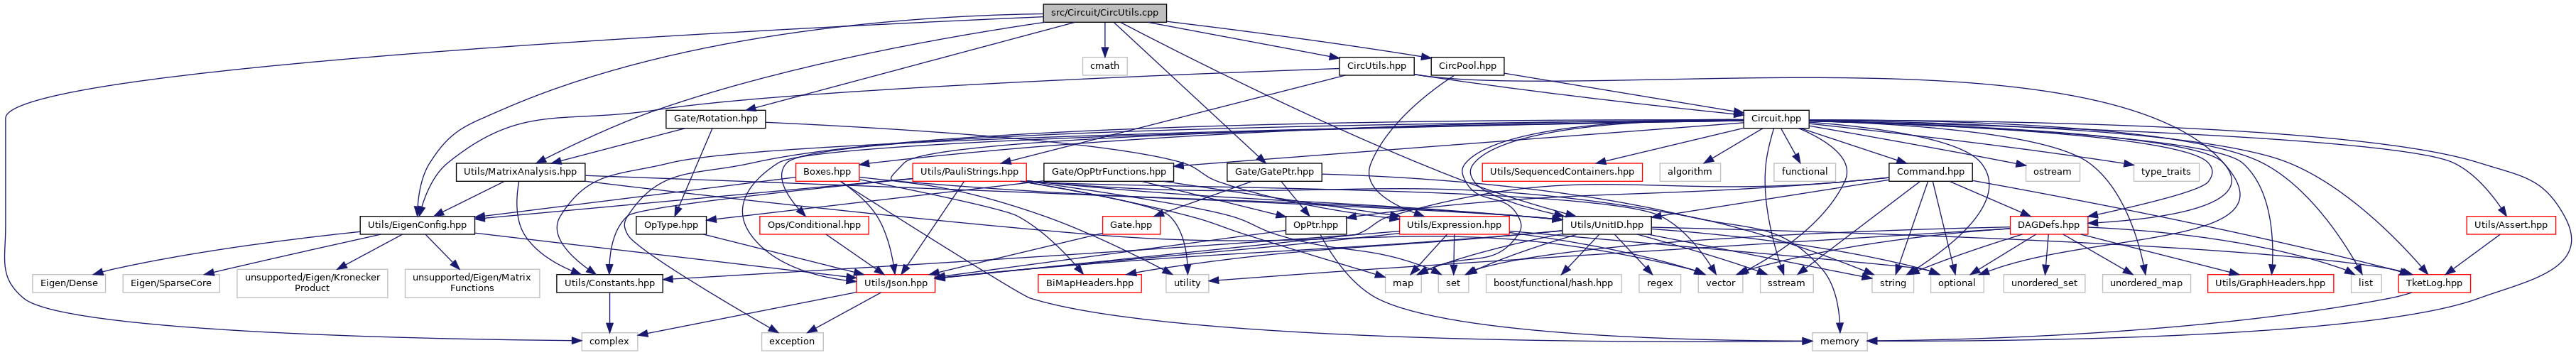 src/Circuit/CircUtils.cpp
cmath
CircUtils.hpp
CircPool.hpp
Gate/Rotation.hpp
Circuit.hpp
Utils/MatrixAnalysis.hpp
Boxes.hpp
Utils/PauliStrings.hpp
Gate/OpPtrFunctions.hpp
Gate/GatePtr.hpp
Utils/SequencedContainers.hpp
algorithm
functional
Command.hpp
ostream
type_traits
Utils/EigenConfig.hpp
OpType.hpp
Ops/Conditional.hpp
Gate.hpp
OpPtr.hpp
Utils/Expression.hpp
Utils/UnitID.hpp
DAGDefs.hpp
Utils/Assert.hpp
Eigen/Dense
Eigen/SparseCore
unsupported/Eigen/Kronecker
Product
unsupported/Eigen/Matrix
Functions
Utils/Constants.hpp
Utils/Json.hpp
BiMapHeaders.hpp
utility
map
set
boost/functional/hash.hpp
regex
vector
sstream
string
optional
unordered_set
unordered_map
Utils/GraphHeaders.hpp
list
TketLog.hpp
complex
exception
memory